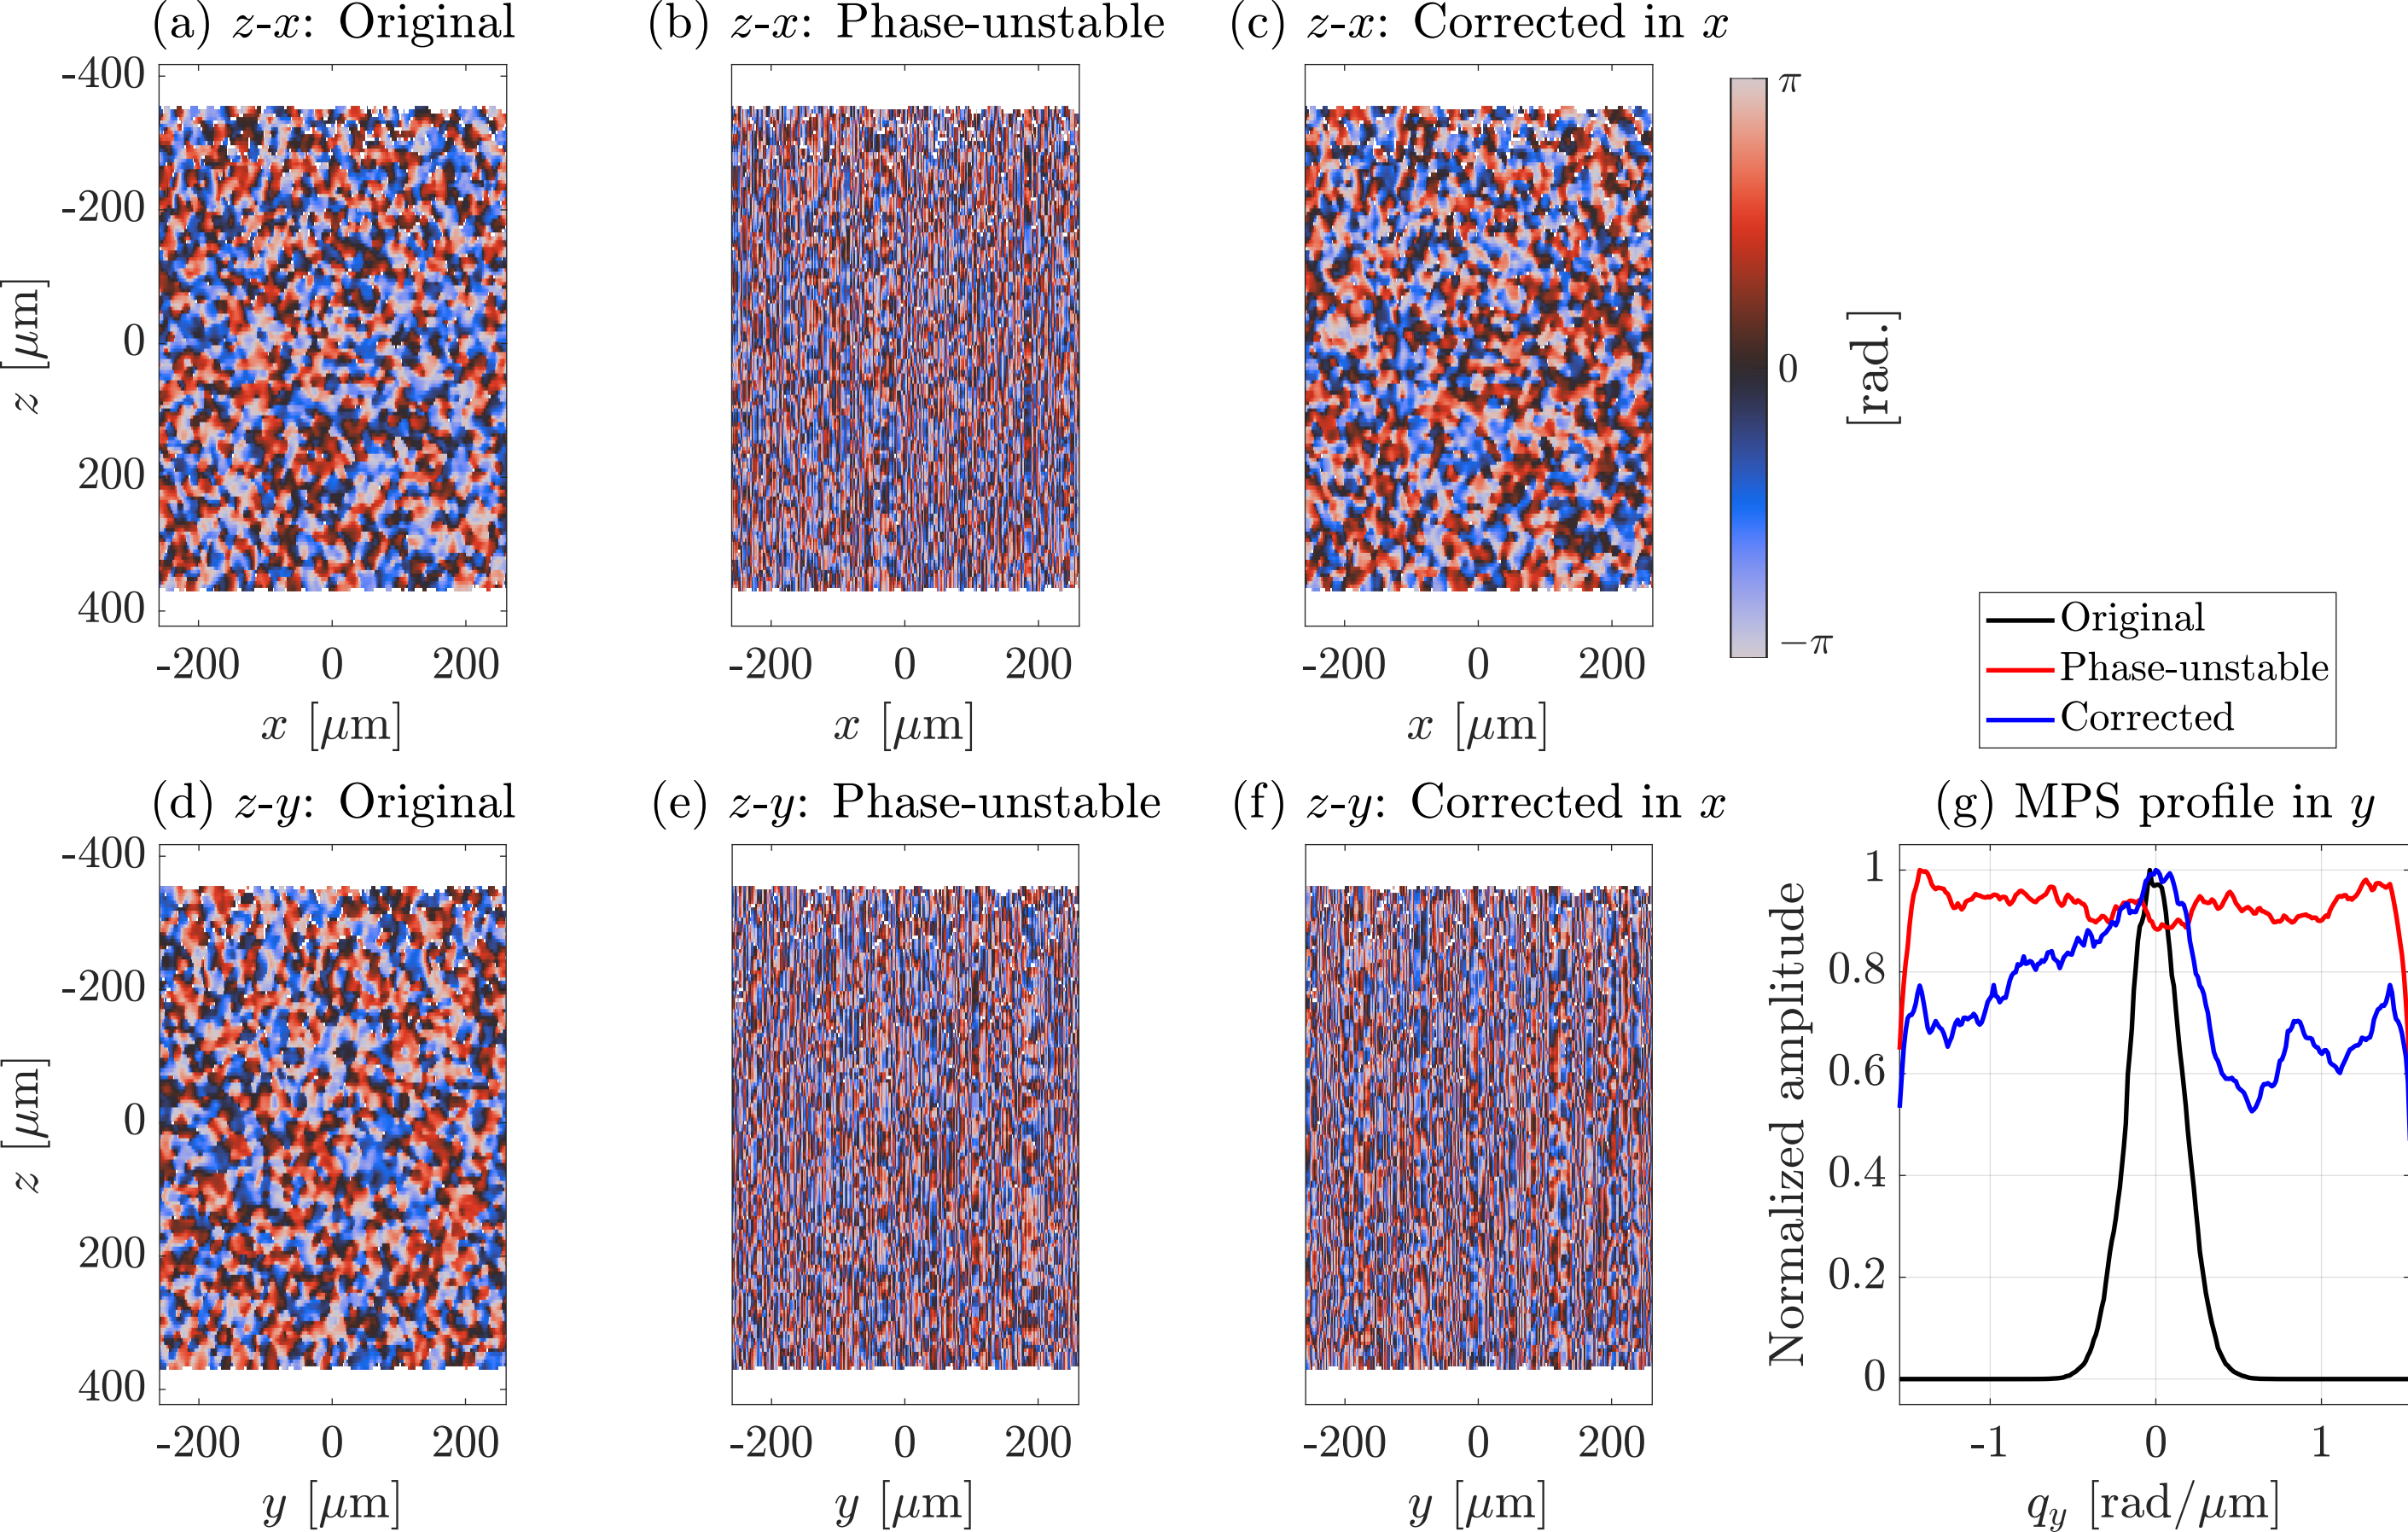 (a) z-x: Original
(b) z-x: Phase-unstable
(c) z-x: Corrected in x
-400
-200
0
200
400
z [μm]
-200 0 200
x [μm]
-200 0 200
x [μm]
-200 0 200
x [μm]
π
0
−π
[rad.]
Original
Phase-unstable
Corrected
(d) z-y: Original
(e) z-y: Phase-unstable
(f) z-y: Corrected in x
(g) MPS profile in y
-400
-200
0
200
400
z [μm]
-200 0 200
y [μm]
-200 0 200
y [μm]
-200 0 200
y [μm]
Normalized amplitude
1
0.8
0.6
0.4
0.2
0
-1 0 1
q_y [rad/μm]